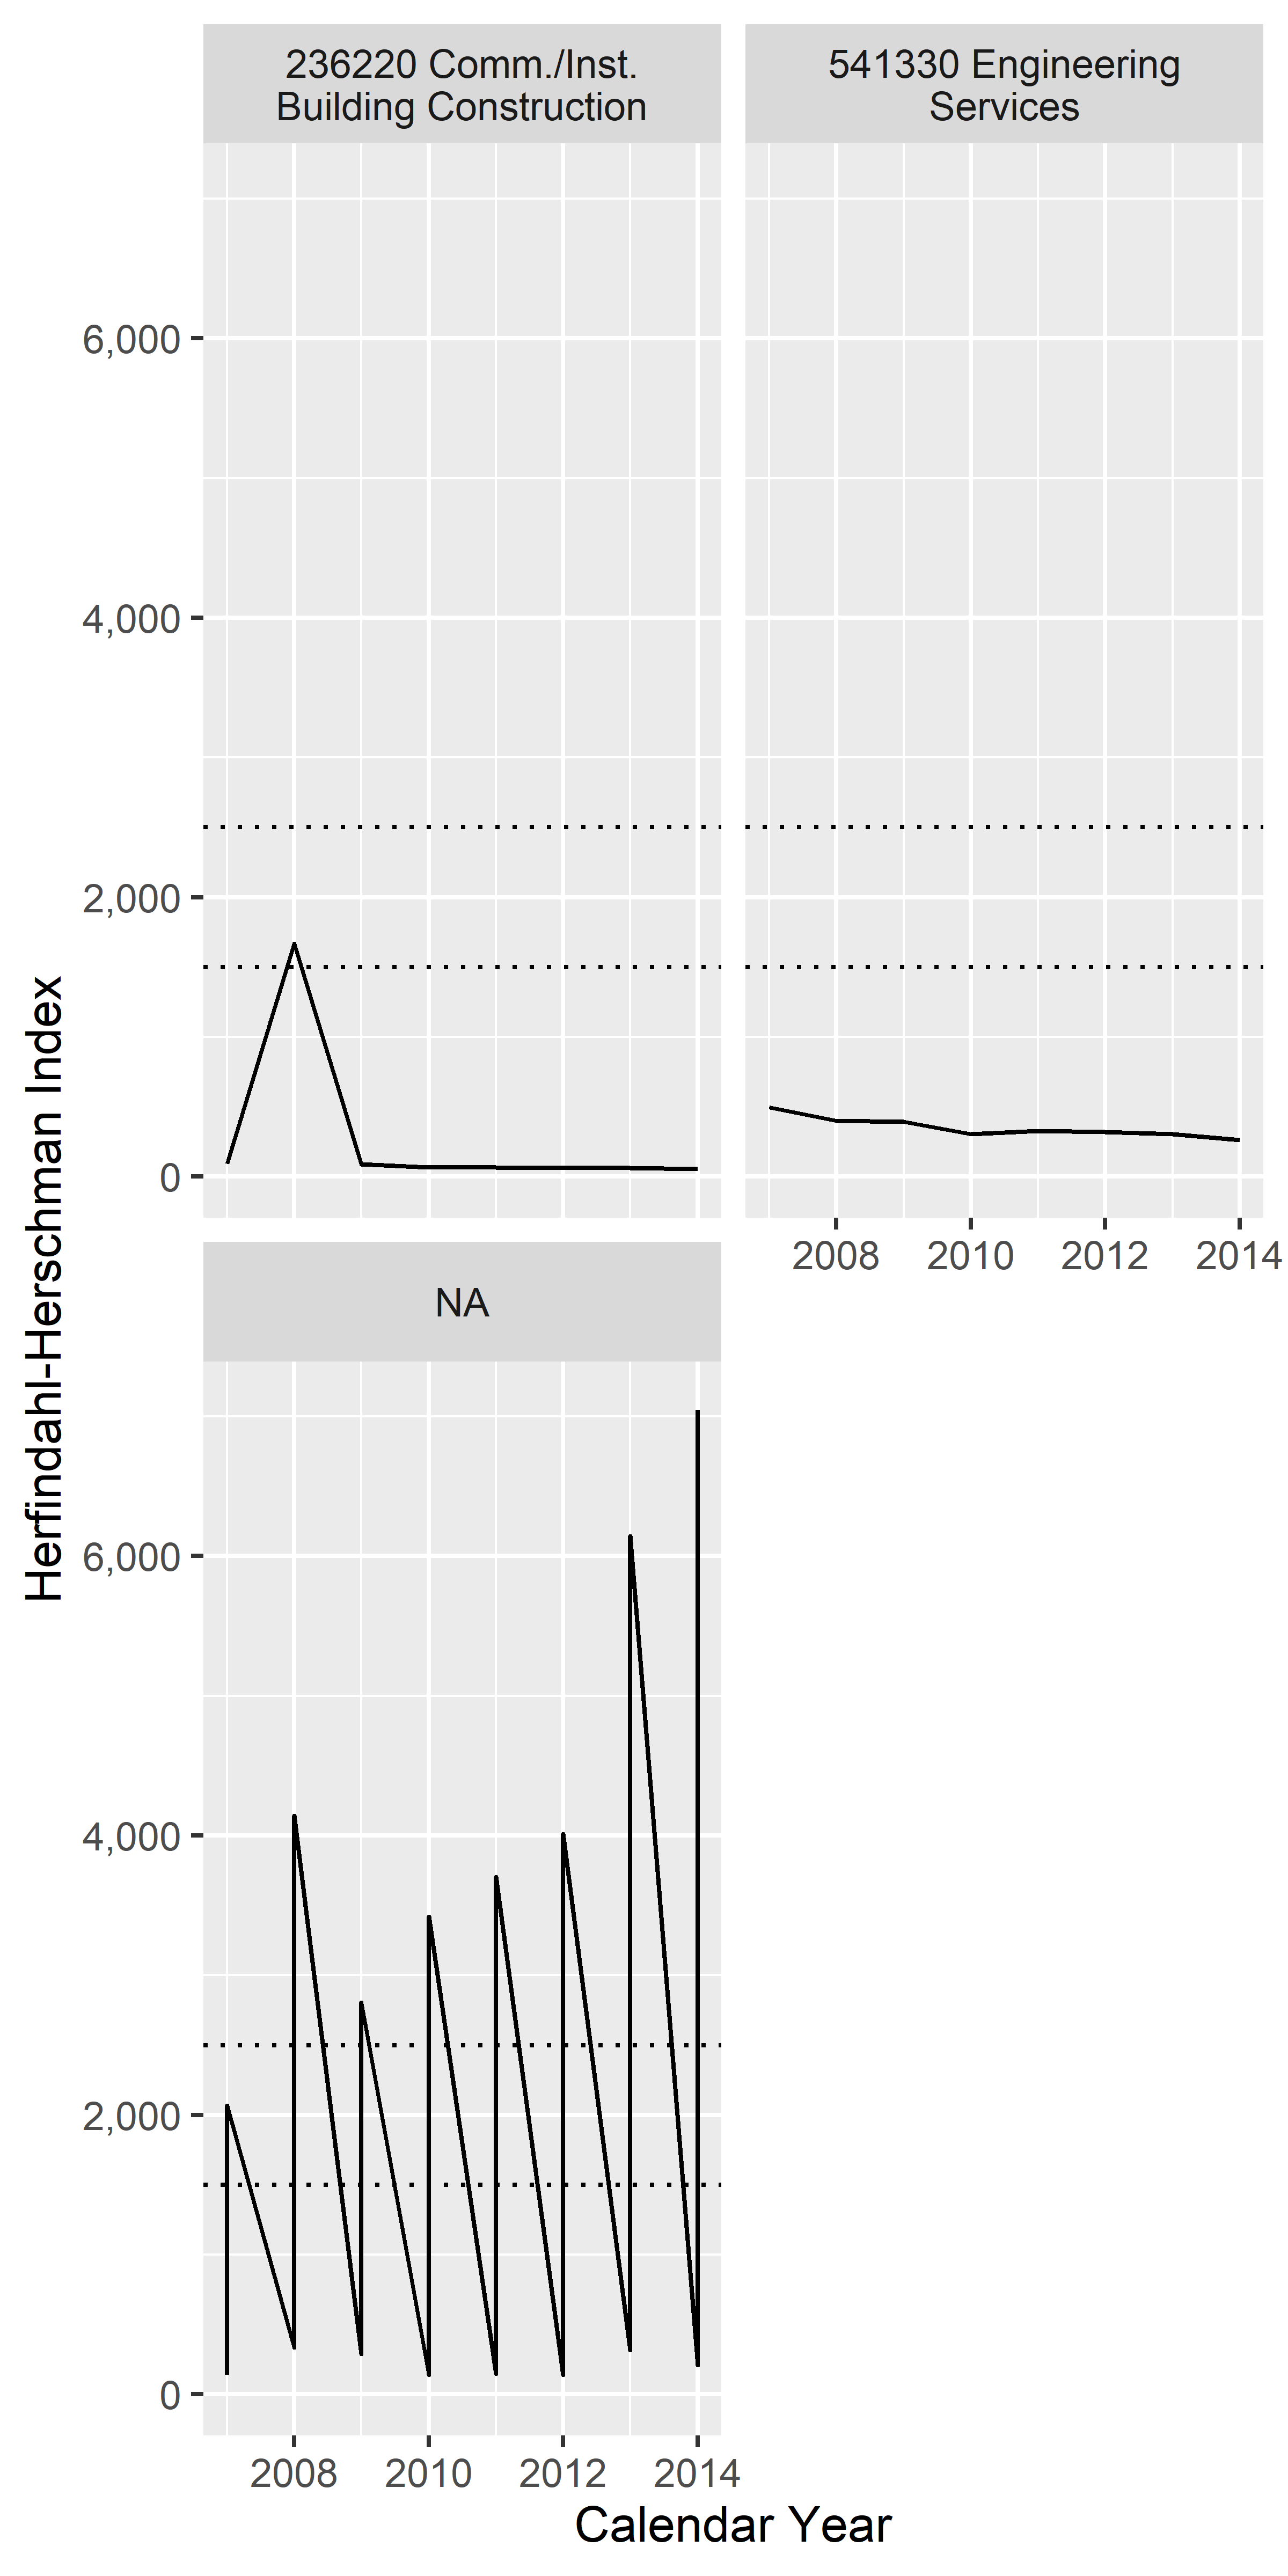 236220 Comm./Inst.
Building Construction
541330 Engineering
Services
6,000
4,000
2,000
0
2008 2010 2012 2014
NA
6,000
4,000
2,000
0
2008 2010 2012 2014
Calendar Year
Herfindahl-Herschman Index